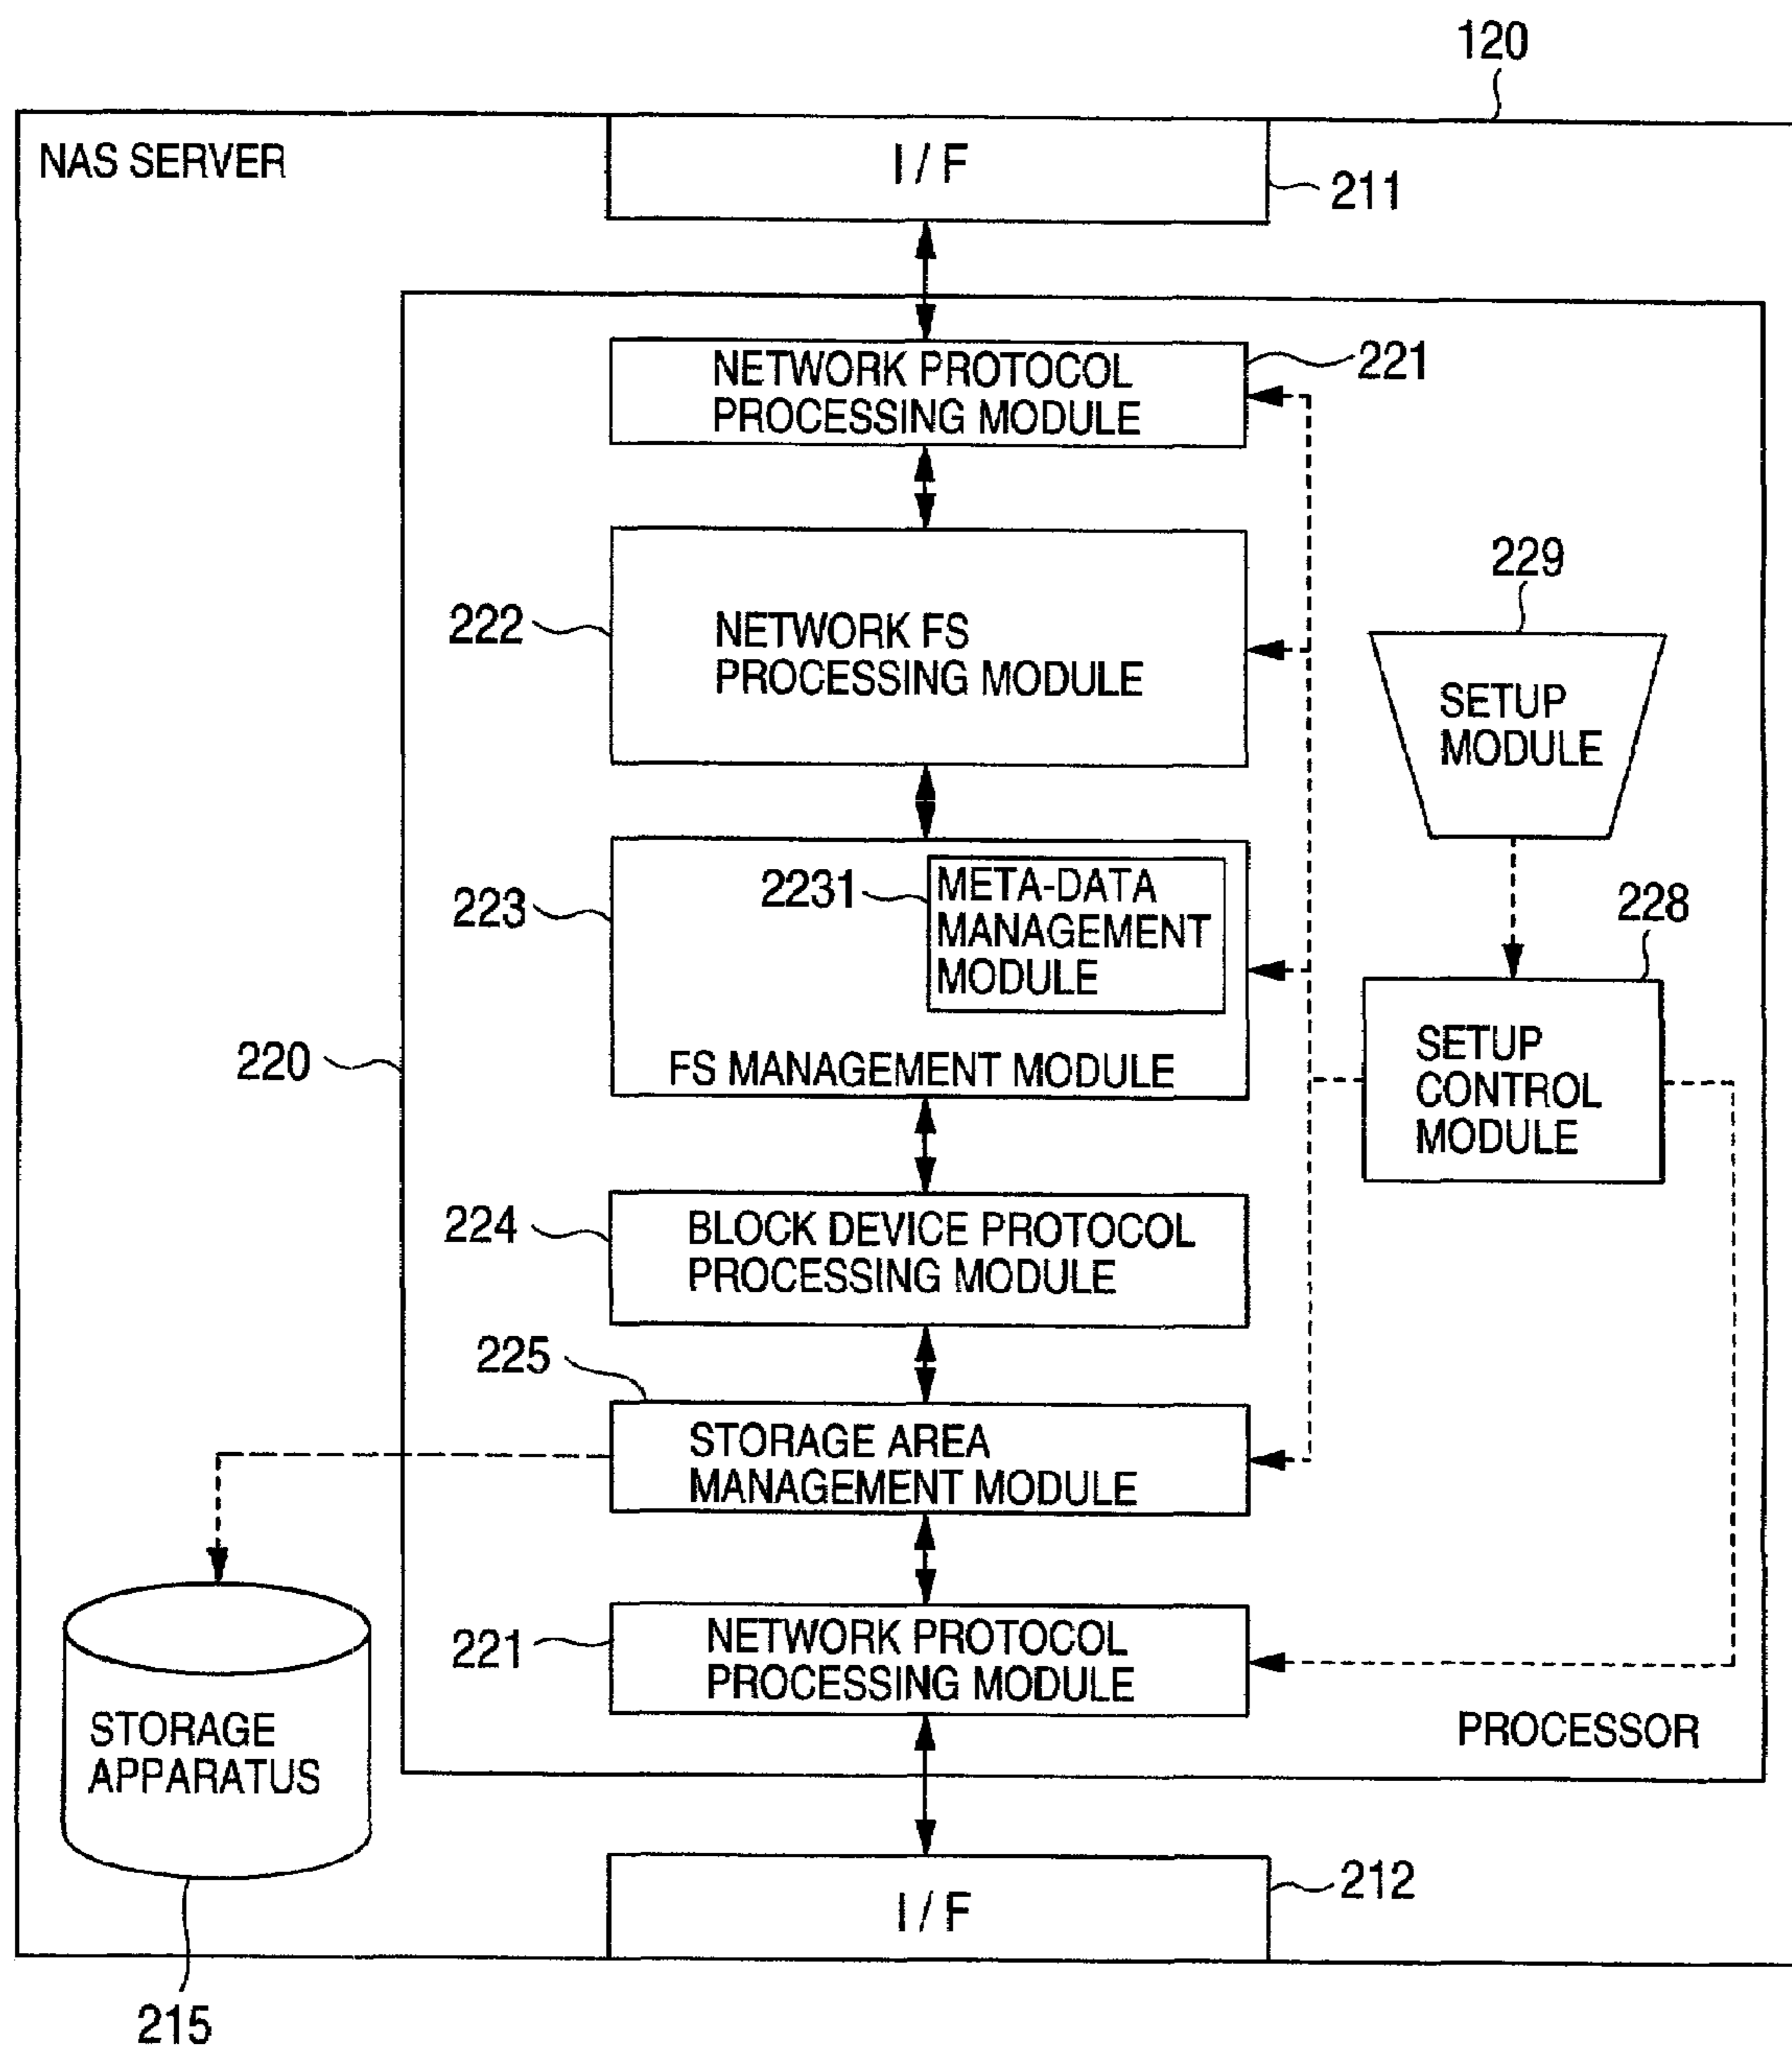 120
NAS SERVER
I / F
211
NETWORK PROTOCOL
PROCESSING MODULE
221
222
NETWORK FS
PROCESSING MODULE
229
SETUP
MODULE
223
2231
META-DATA
MANAGEMENT
MODULE
FS MANAGEMENT MODULE
228
SETUP
CONTROL
MODULE
220
224
BLOCK DEVICE PROTOCOL
PROCESSING MODULE
225
STORAGE AREA
MANAGEMENT MODULE
221
NETWORK PROTOCOL
PROCESSING MODULE
STORAGE
APPARATUS
PROCESSOR
I / F
212
215